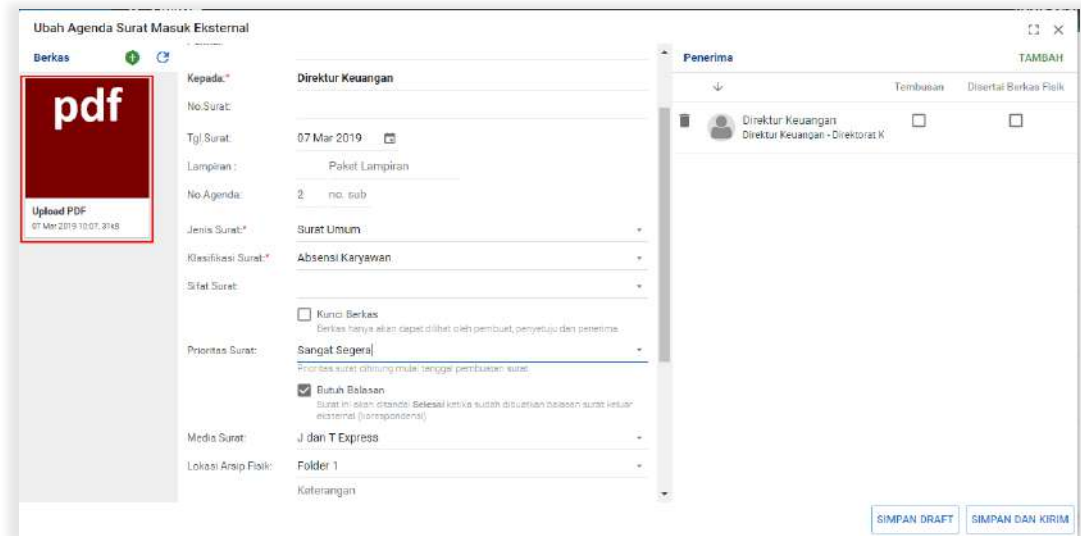 Ubah Agenda Surat Masuk Eksternal
Berkas
pdf
Upload PDF
07 Mar 2019 10:07, 31kB
Kepada:* Direktur Keuangan
No.Surat:
Tgl.Surat: 07 Mar 2019
Lampiran : Paket Lampiran
No.Agenda: 2 no. sub
Jenis Surat:* Surat Umum
Klasifikasi Surat:* Absensi Karyawan
Sifat Surat:
Kunci Berkas
Berkas hanya akan dapat dilihat oleh pembuat, penyetuju dan penerima
Prioritas Surat: Sangat Segera
Prioritas surat dihitung mulai tanggal pembuatan surat
Butuh Balasan
Surat ini akan ditandai Selesai ketika sudah dibuatkan balasan surat keluar
eksternal (korespondensi)
Media Surat: J dan T Express
Lokasi Arsip Fisik: Folder 1
Keterangan
Penerima TAMBAH
Tembusan Disertai Berkas Fisik
Direktur Keuangan
Direktur Keuangan - Direktorat K
SIMPAN DRAFT SIMPAN DAN KIRIM